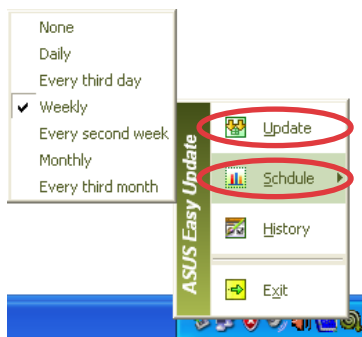 None
Daily
Every third day
Weekly
Every second week
Monthly
Every third month
ASUS Easy Update
Update
Schdule
History
Exit